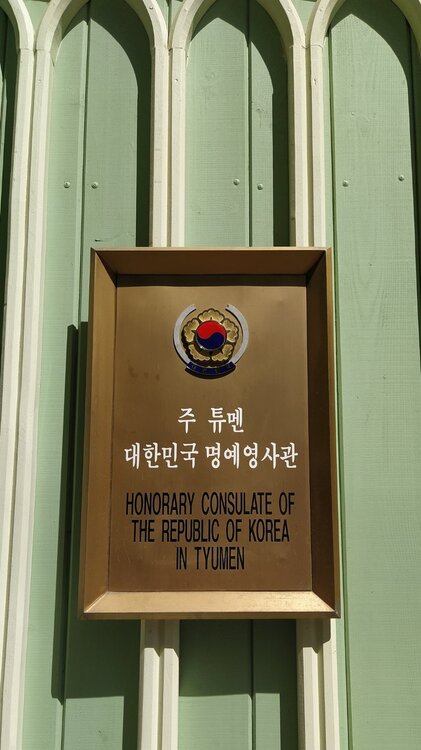 주 튜멘
대한민국 명예영사관
HONORARY CONSULATE OF
THE REPUBLIC OF KOREA
IN TYUMEN